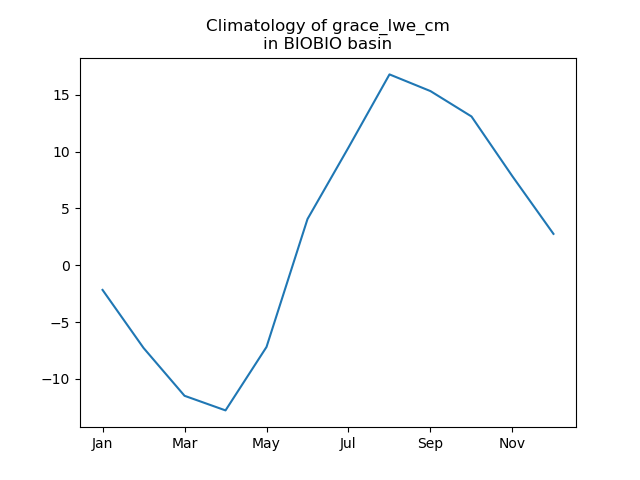 Climatology of grace_lwe_cm
in BIOBIO basin
15
10
5
0
−5
−10
Jan
Mar
May
Jul
Sep
Nov